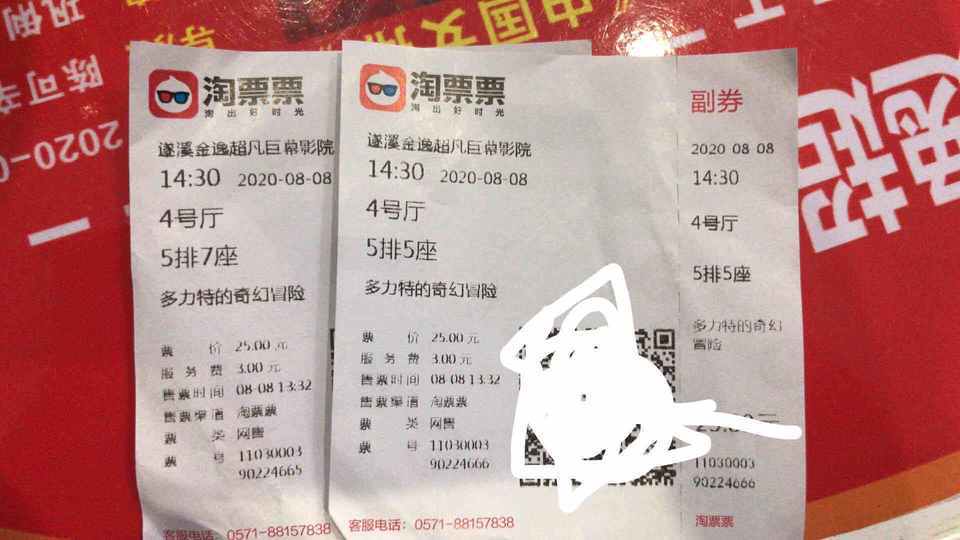 陈可辛
2020-0
中国女排
淘票票
淘出好时光
遂溪金逸超凡巨幕影院
14:30 2020-08-08
4号厅
5排7座
多力特的奇幻冒险
票 价 25.00 元
服 务 费 3.00 元
售票时间 08-08 13:32
售票渠道 淘票票
票 类 网售
票 号 11030003
90224665
客服电话: 0571-88157838
淘票票
淘出好时光
遂溪金逸超凡巨幕影院
14:30 2020-08-08
4号厅
5排5座
多力特的奇幻冒险
票 价 25.00 元
服 务 费 3.00 元
售票时间 08-08 13:32
售票渠道 淘票票
票 类 网售
票 号 11030003
90224666
客服电话: 0571-88157838
副券
2020-08-08
14:30
4号厅
5排5座
多力特的奇幻
冒险
11030003
90224666
淘票票